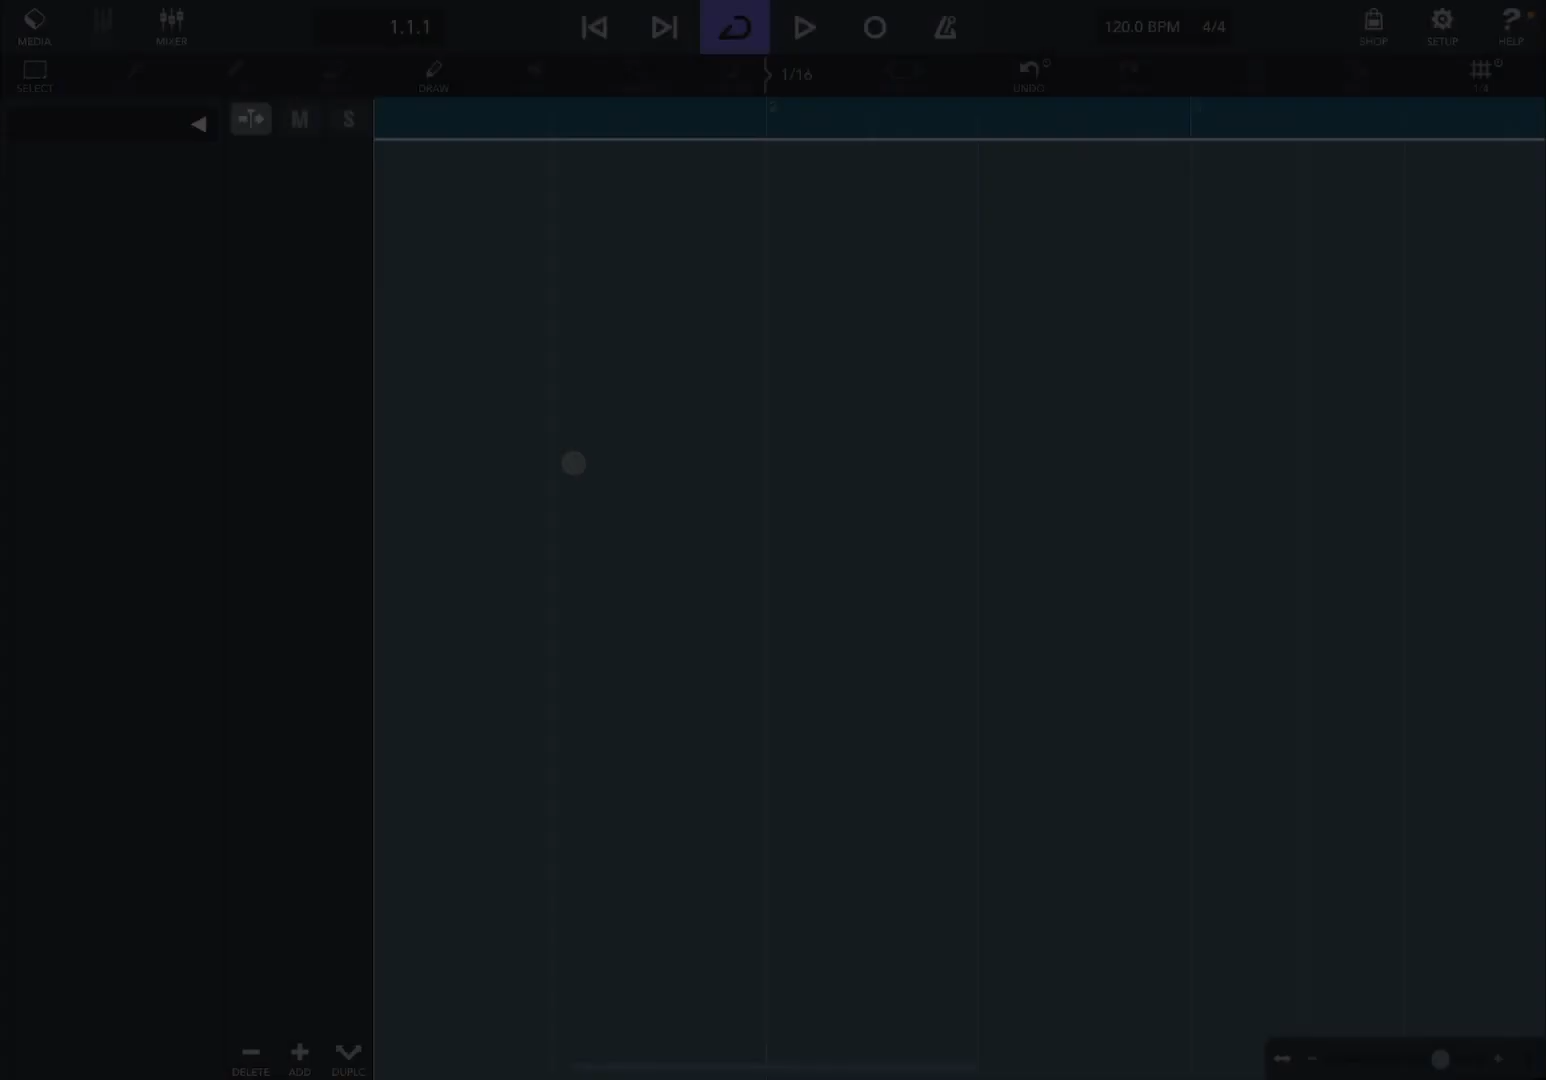 MEDIA
MIXER
1.1.1
120.0 BPM 4/4
SHOP
SETUP
HELP
SELECT
DRAW
1/16
UNDO
1/4
M S
2
DELETE
ADD
DUPLC